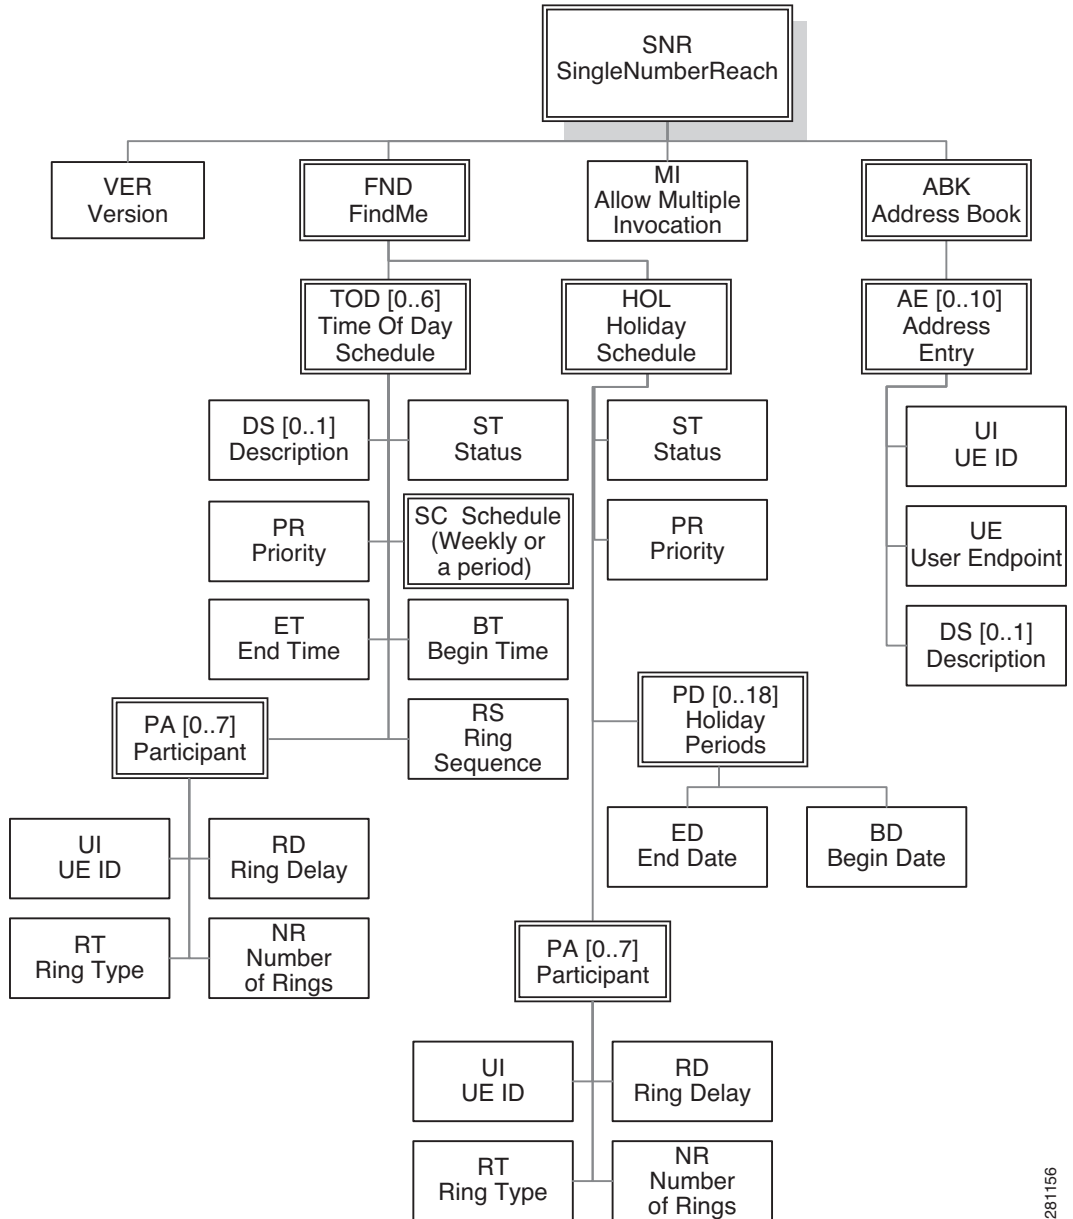 SNR
SingleNumberReach
VER
Version
FND
FindMe
MI
Allow Multiple
Invocation
ABK
Address Book
TOD [0..6]
Time Of Day
Schedule
HOL
Holiday
Schedule
AE [0..10]
Address
Entry
DS [0..1]
Description
ST
Status
ST
Status
UI
UE ID
PR
Priority
SC Schedule
(Weekly or
a period)
PR
Priority
UE
User Endpoint
ET
End Time
BT
Begin Time
DS [0..1]
Description
PA [0..7]
Participant
RS
Ring
Sequence
PD [0..18]
Holiday
Periods
UI
UE ID
RD
Ring Delay
ED
End Date
BD
Begin Date
RT
Ring Type
NR
Number
of Rings
PA [0..7]
Participant
UI
UE ID
RD
Ring Delay
RT
Ring Type
NR
Number
of Rings
281156